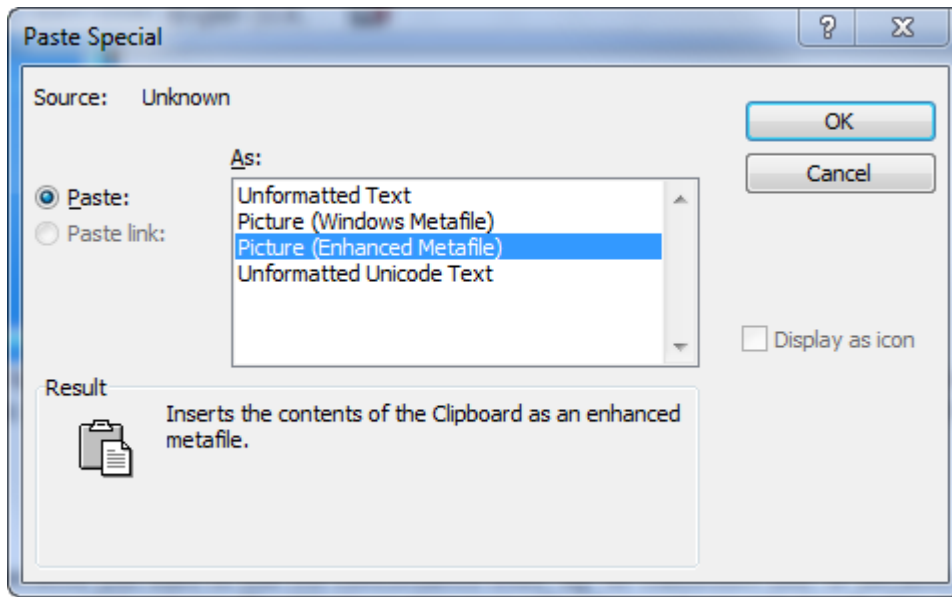 Paste Special
Source: Unknown
As:
Paste:
Paste link:
Unformatted Text
Picture (Windows Metafile)
Picture (Enhanced Metafile)
Unformatted Unicode Text
OK
Cancel
Display as icon
Result
Inserts the contents of the Clipboard as an enhanced
metafile.